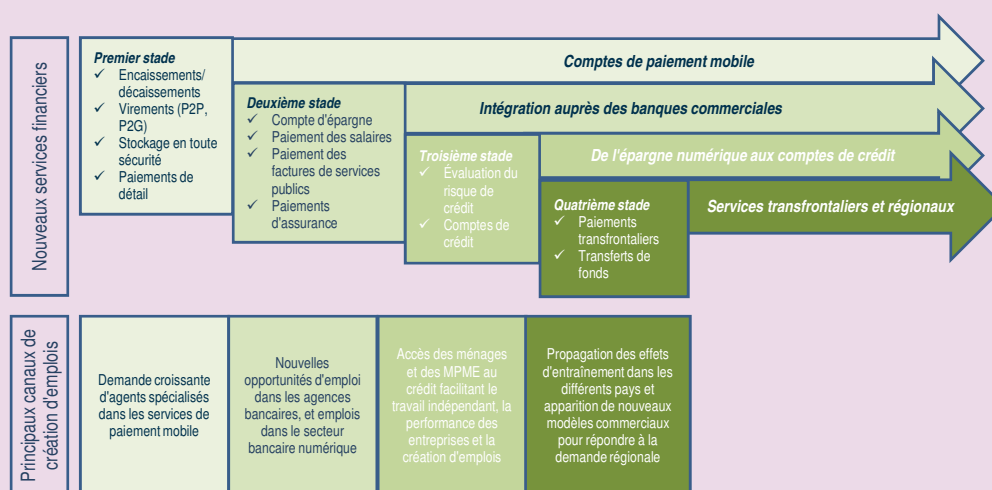 Nouveaux services financiers
Premier stade
✓ Encaissements/
décaissements
✓ Virements (P2P,
P2G)
✓ Stockage en toute
sécurité
✓ Paiements de
détail
Comptes de paiement mobile
Deuxième stade
✓ Compte d'épargne
✓ Paiement des salaires
✓ Paiement des
factures de services
publics
✓ Paiements
d'assurance
Intégration auprès des banques commerciales
Troisième stade
✓ Évaluation du
risque de
crédit
✓ Comptes de
crédit
De l'épargne numérique aux comptes de crédit
Quatrième stade
✓ Paiements
transfrontaliers
✓ Transferts de
fonds
Services transfrontaliers et régionaux
Principaux canaux de
création d'emplois
Demande croissante
d'agents spécialisés
dans les services de
paiement mobile
Nouvelles
opportunités d'emploi
dans les agences
bancaires, et emplois
dans le secteur
bancaire numérique
Accès des ménages
et des MPME au
crédit facilitant le
travail indépendant, la
performance des
entreprises et la
création d'emplois
Propagation des effets
d'entraînement dans les
différents pays et
apparition de nouveaux
modèles commerciaux
pour répondre à la
demande régionale